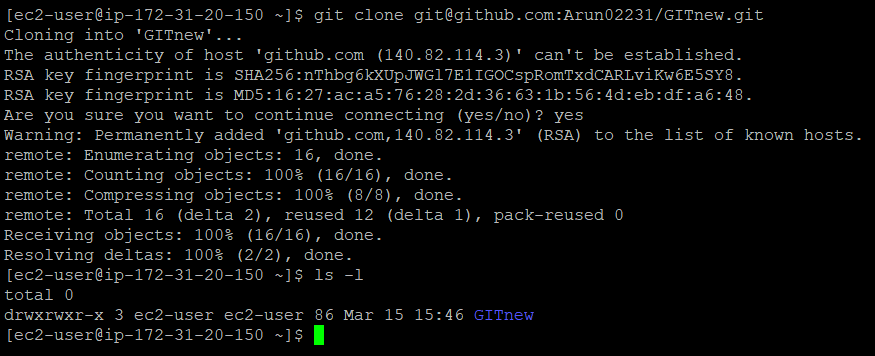 [ec2-user@ip-172-31-20-150 ~]$ git clone git@github.com:Arun02231/GITnew.git
Cloning into 'GITnew'...
The authenticity of host 'github.com (140.82.114.3)' can't be established.
RSA key fingerprint is SHA256:nThbg6kXUpJWGl7E1IGOCspRomTxdCARLviKw6E5SY8.
RSA key fingerprint is MD5:16:27:ac:a5:76:28:2d:36:63:1b:56:4d:eb:df:a6:48.
Are you sure you want to continue connecting (yes/no)? yes
Warning: Permanently added 'github.com,140.82.114.3' (RSA) to the list of known hosts.
remote: Enumerating objects: 16, done.
remote: Counting objects: 100% (16/16), done.
remote: Compressing objects: 100% (8/8), done.
remote: Total 16 (delta 2), reused 12 (delta 1), pack-reused 0
Receiving objects: 100% (16/16), done.
Resolving deltas: 100% (2/2), done.
[ec2-user@ip-172-31-20-150 ~]$ ls -l
total 0
drwxrwxr-x 3 ec2-user ec2-user 86 Mar 15 15:46 GITnew
[ec2-user@ip-172-31-20-150 ~]$